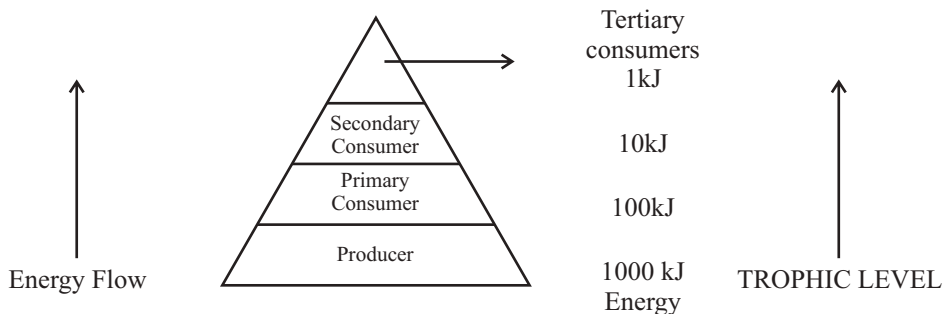 Tertiary
consumers
1kJ
Secondary
Consumer
10kJ
Primary
Consumer
100kJ
Producer
Energy Flow
1000 kJ
Energy
TROPHIC LEVEL